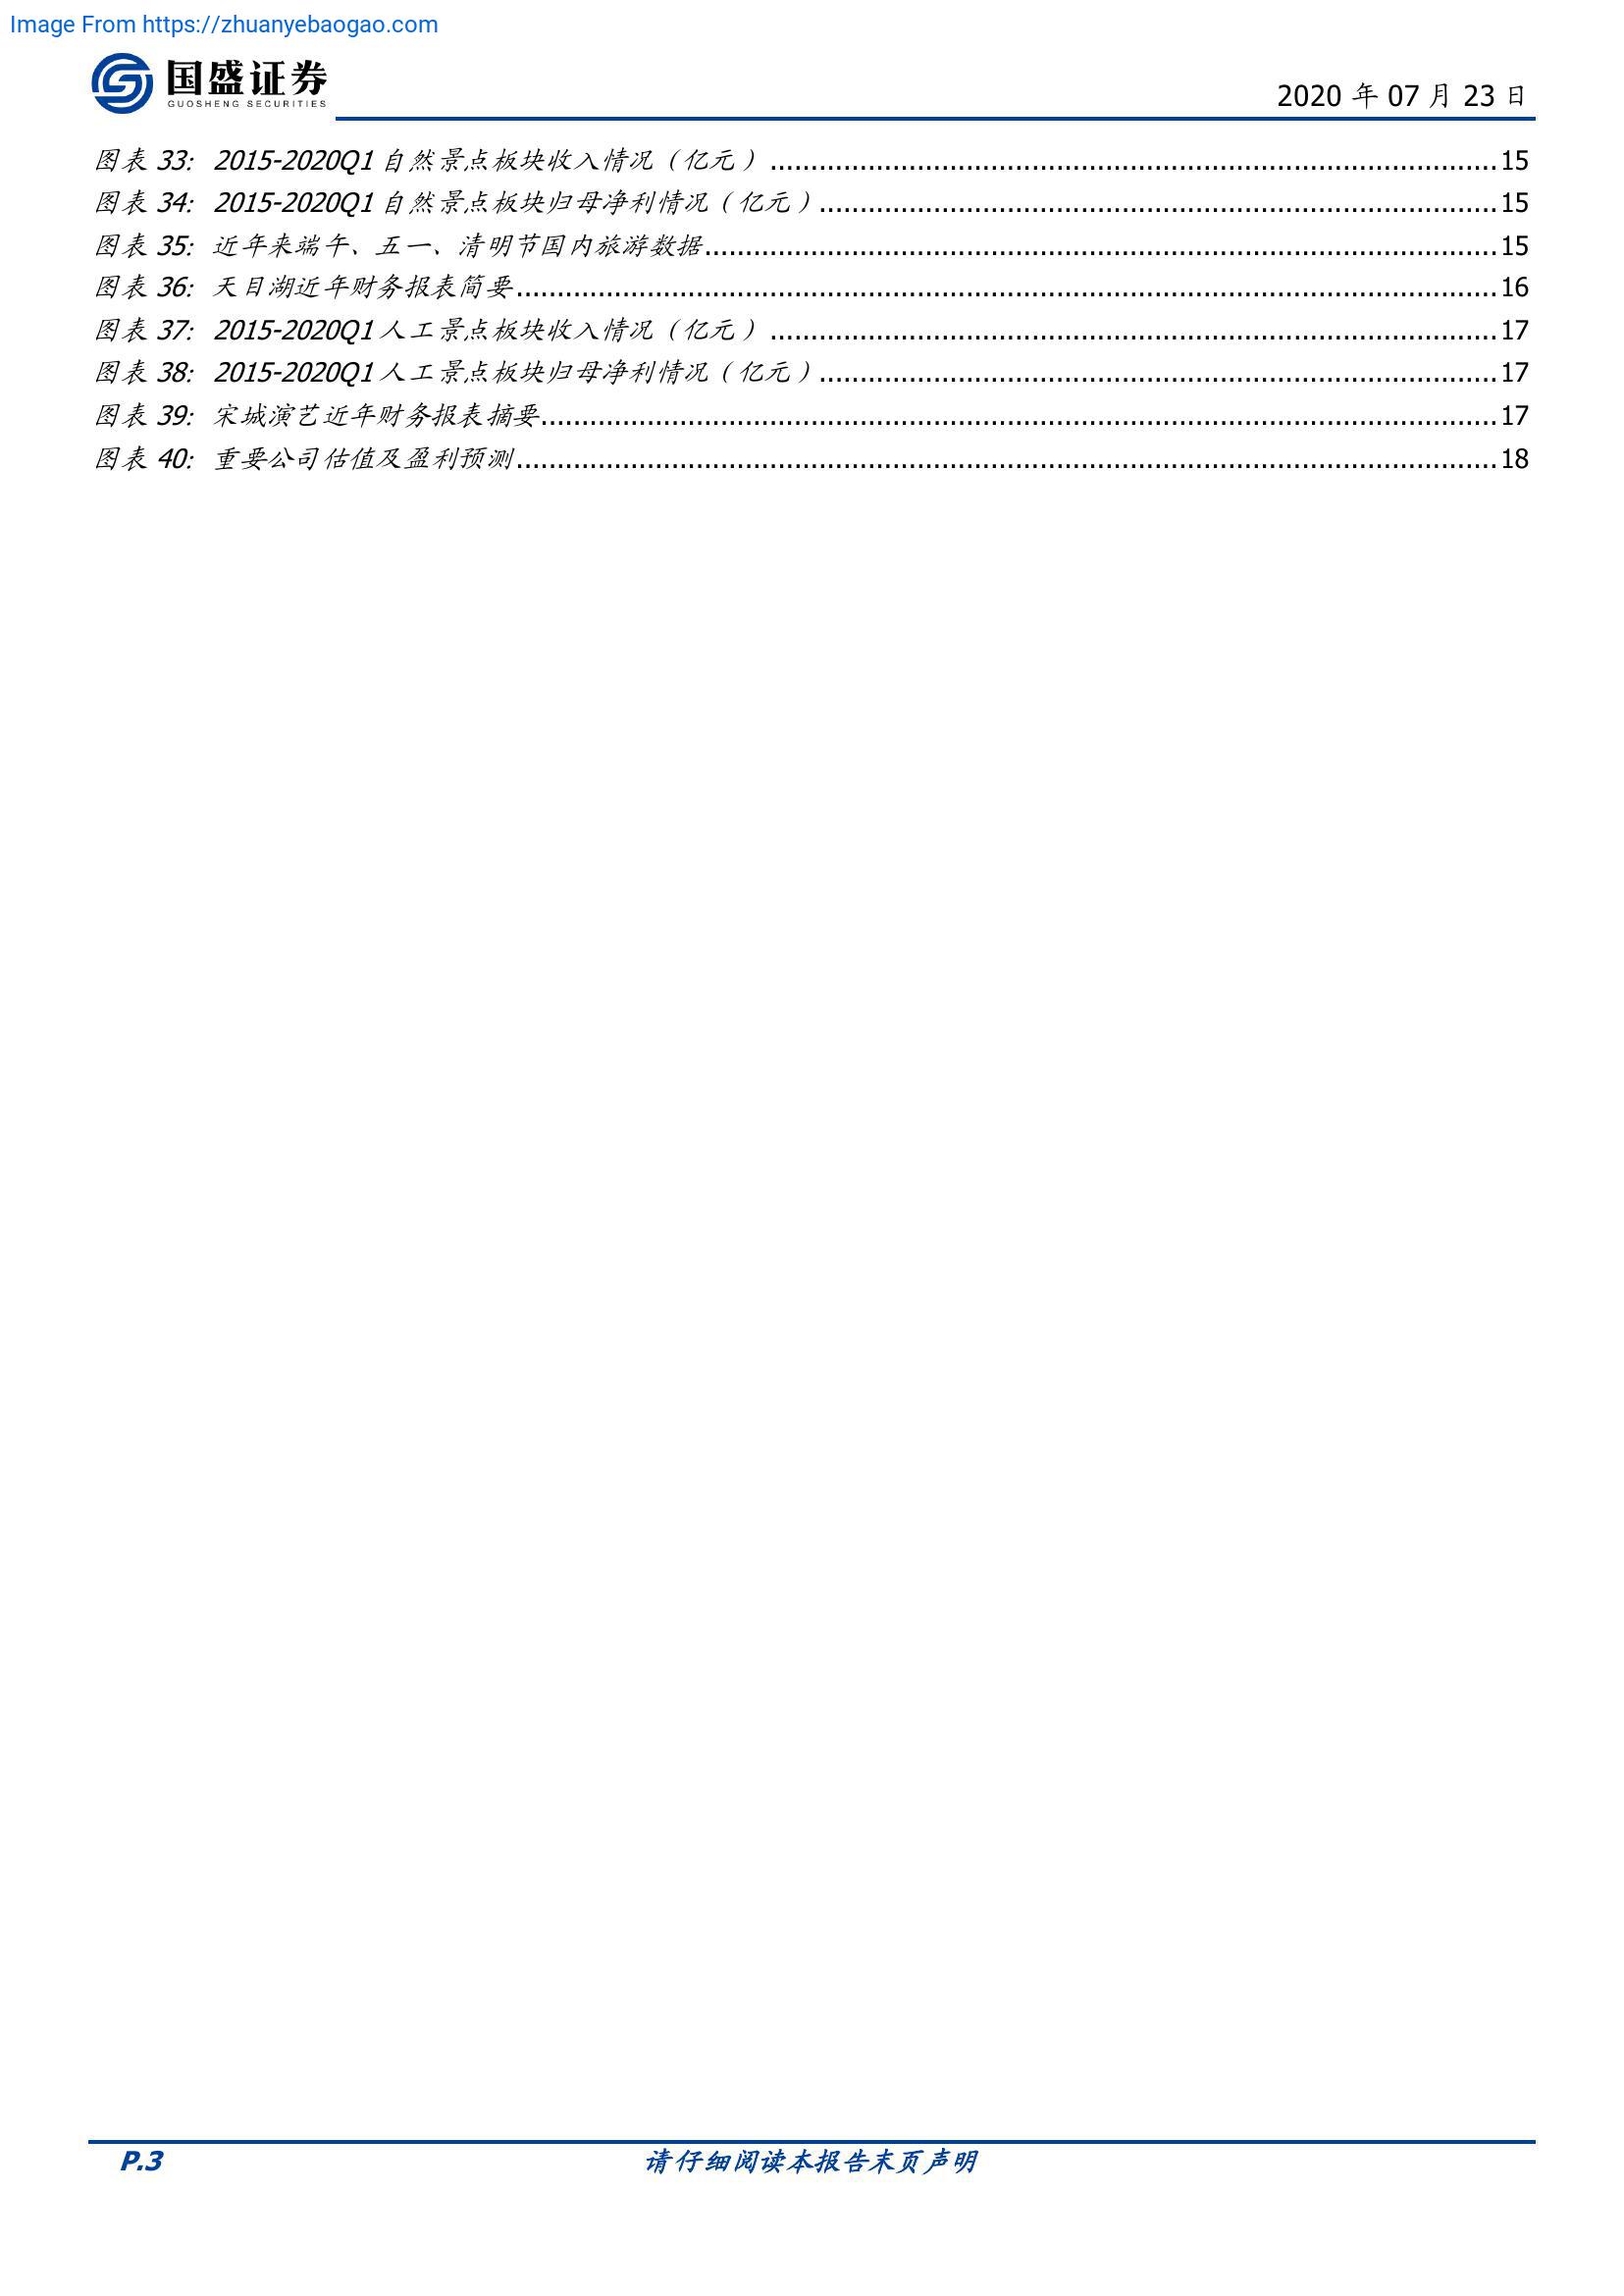 Image From https://zhuanyebaogao.com
国盛证券
GUOSHENG SECURITIES
2020 年 07 月 23 日
图表 33: 2015-2020Q1 自然景点板块收入情况（亿元）........................................................................................15
图表 34: 2015-2020Q1 自然景点板块归母净利情况（亿元）..................................................................................15
图表 35: 近年来端午、五一、清明节国内旅游数据................................................................................................15
图表 36: 天目湖近年财务报表简要.......................................................................................................................16
图表 37: 2015-2020Q1 人工景点板块收入情况（亿元）........................................................................................17
图表 38: 2015-2020Q1 人工景点板块归母净利情况（亿元）..................................................................................17
图表 39: 宋城演艺近年财务报表摘要....................................................................................................................17
图表 40: 重要公司估值及盈利预测.......................................................................................................................18
P.3
请仔细阅读本报告末页声明